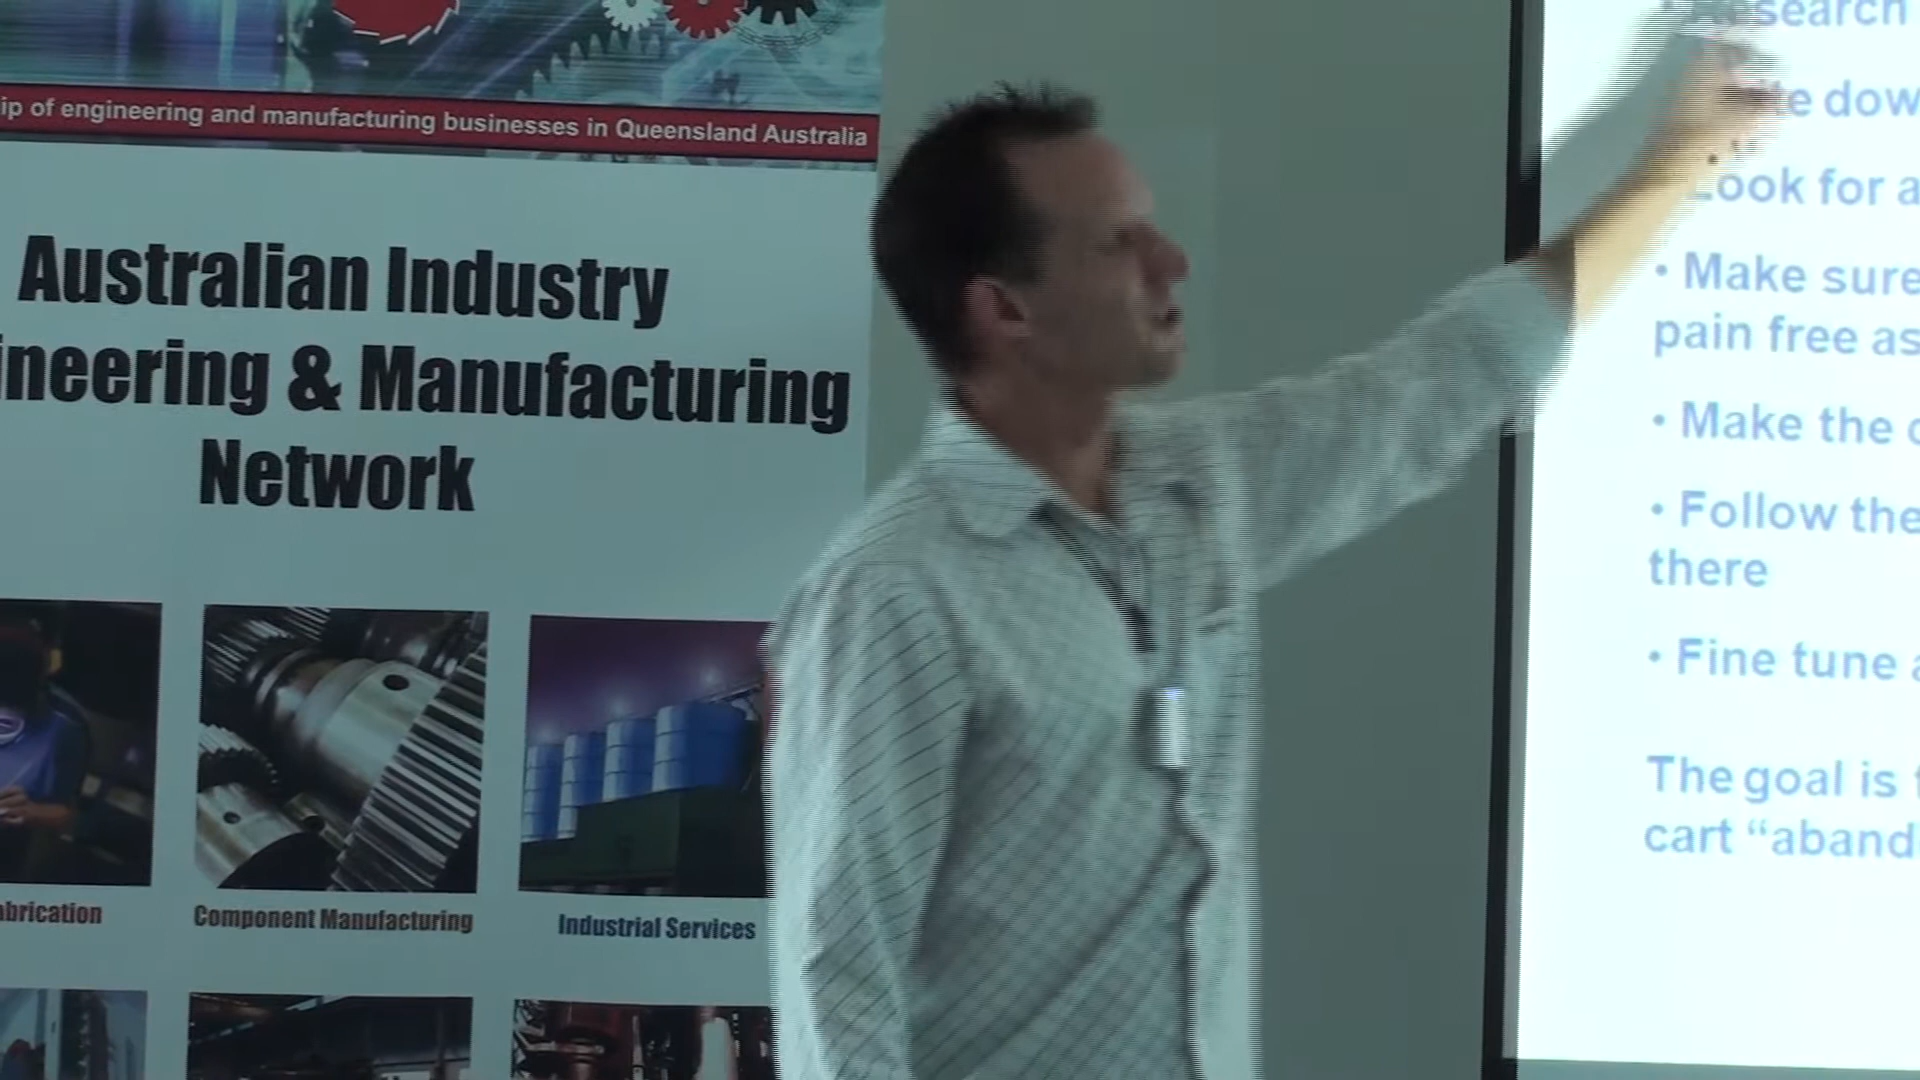 ip of engineering and manufacturing businesses in Queensland Australia
Australian Industry
ineering & Manufacturing
Network
abrication
Component Manufacturing
Industrial Services
• Research
te dow
Look for a
• Make sure
pain free as
• Make the
• Follow the
there
• Fine tune a
The goal is
cart “aband